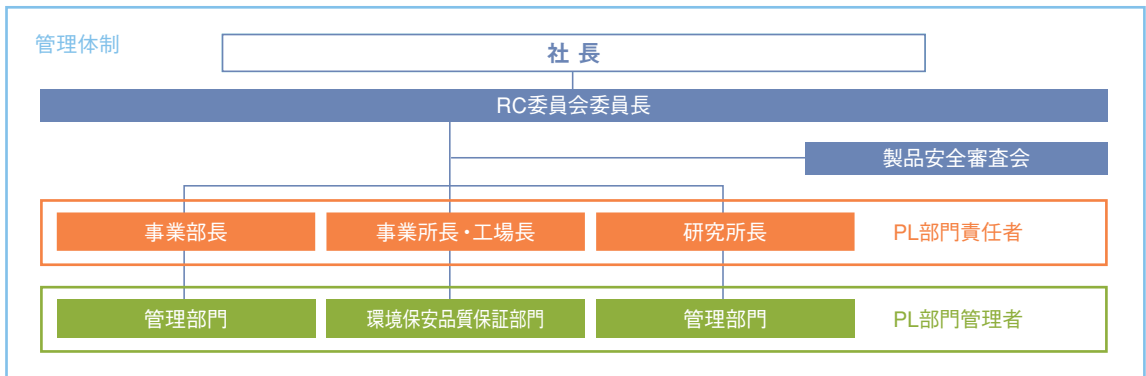 管理体制
社 長
RC委員会委員長
製品安全審査会
事業部長
事業所長・工場長
研究所長
PL部門責任者
管理部門
環境保安品質保証部門
管理部門
PL部門管理者